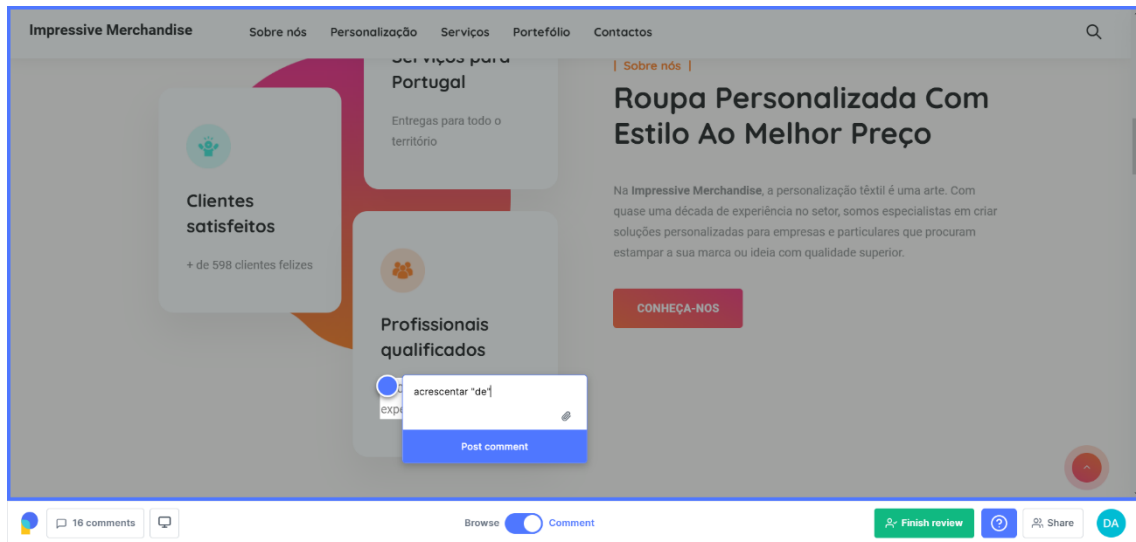 Impressive Merchandise
Sobre nós Personalização Serviços Portefólio Contactos
Serviços para
Portugal
Entregas para todo o
território
Clientes
satisfeitos
+ de 598 clientes felizes
Profissionais
qualificados
expe
acrescentar "de"
Post comment
| Sobre nós |
Roupa Personalizada Com
Estilo Ao Melhor Preço
Na Impressive Merchandise, a personalização têxtil é uma arte. Com
quase uma década de experiência no setor, somos especialistas em criar
soluções personalizadas para empresas e particulares que procuram
estampar a sua marca ou ideia com qualidade superior.
CONHEÇA-NOS
16 comments
Browse Comment
Finish review
Share
DA